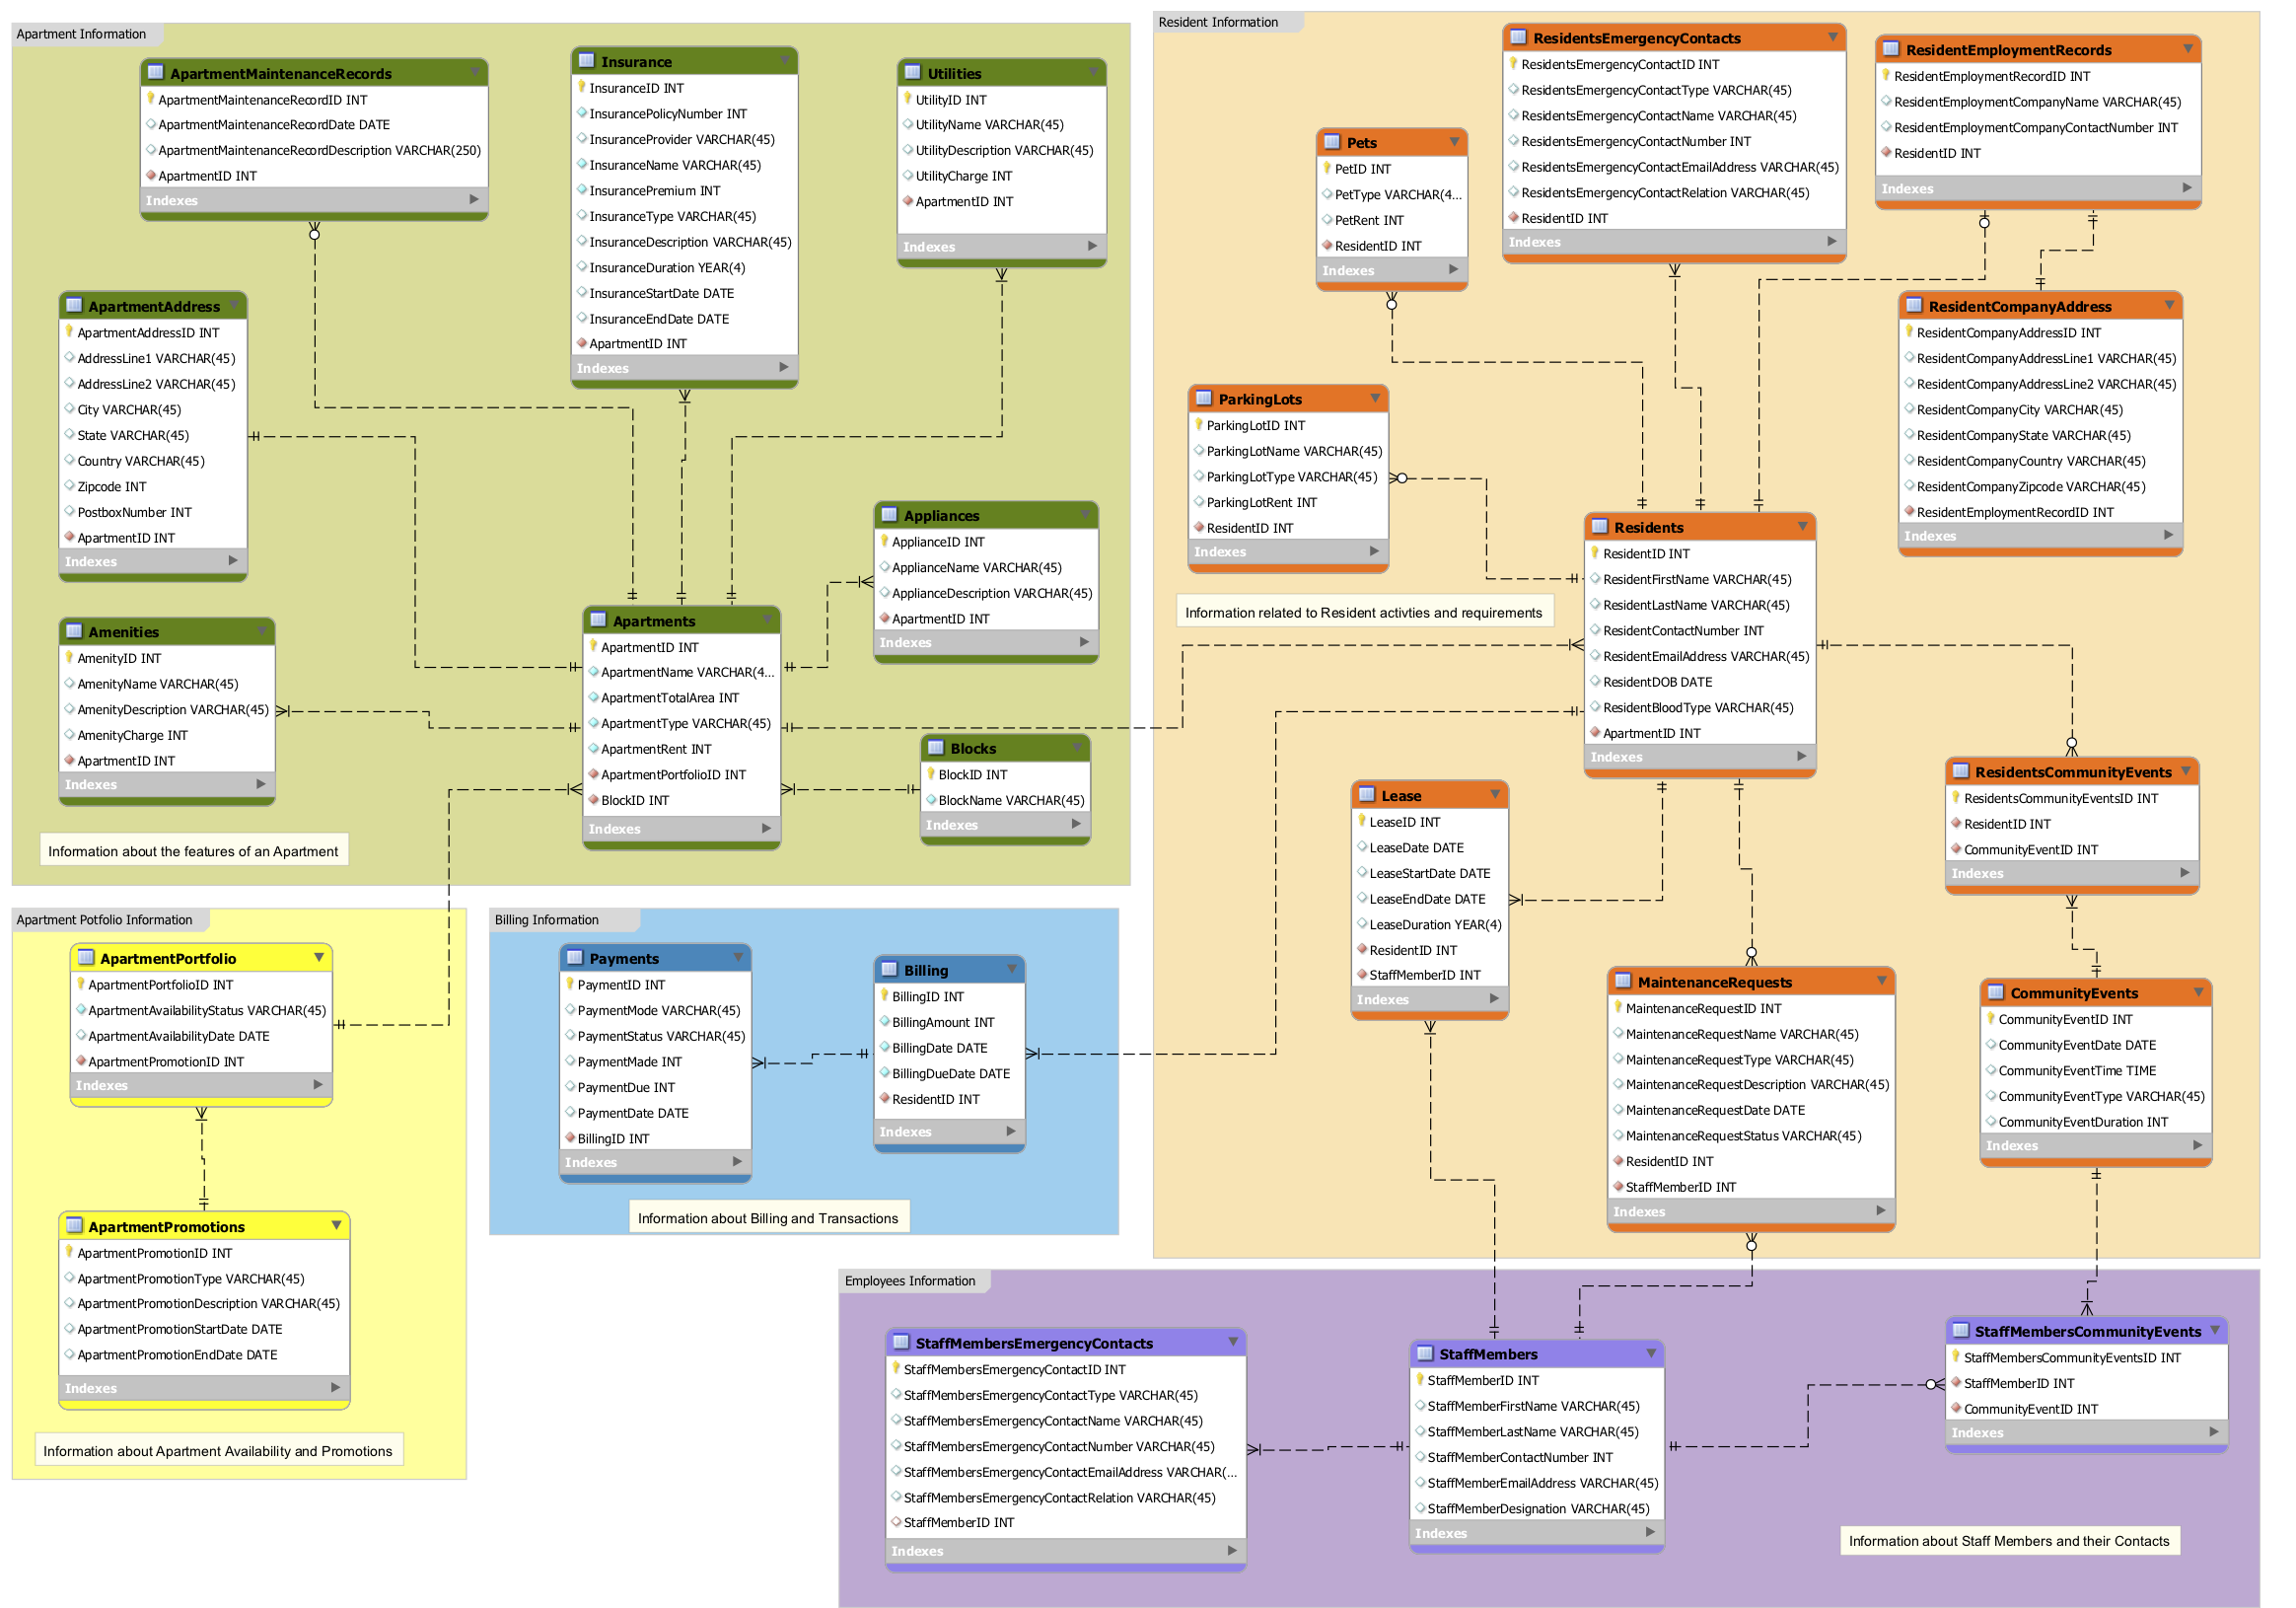 Apartment Information
ApartmentMaintenanceRecords
ApartmentMaintenanceRecordID INT
ApartmentMaintenanceRecordDate DATE
ApartmentMaintenanceRecordDescription VARCHAR(250)
ApartmentID INT
Indexes
Insurance
InsuranceID INT
InsurancePolicyNumber INT
InsuranceProvider VARCHAR(45)
InsuranceName VARCHAR(45)
InsurancePremium INT
InsuranceType VARCHAR(45)
InsuranceDescription VARCHAR(45)
InsuranceDuration YEAR(4)
InsuranceStartDate DATE
InsuranceEndDate DATE
ApartmentID INT
Indexes
Utilities
UtilityID INT
UtilityName VARCHAR(45)
UtilityDescription VARCHAR(45)
UtilityCharge INT
ApartmentID INT
Indexes
ApartmentAddress
ApartmentAddressID INT
AddressLine1 VARCHAR(45)
AddressLine2 VARCHAR(45)
City VARCHAR(45)
State VARCHAR(45)
Country VARCHAR(45)
Zipcode INT
PostboxNumber INT
ApartmentID INT
Indexes
Appliances
ApplianceID INT
ApplianceName VARCHAR(45)
ApplianceDescription VARCHAR(45)
ApartmentID INT
Indexes
Amenities
AmenityID INT
AmenityName VARCHAR(45)
AmenityDescription VARCHAR(45)
AmenityCharge INT
ApartmentID INT
Indexes
Apartments
ApartmentID INT
ApartmentName VARCHAR(4...
ApartmentTotalArea INT
ApartmentType VARCHAR(45)
ApartmentRent INT
ApartmentPortfolioID INT
BlockID INT
Indexes
Blocks
BlockID INT
BlockName VARCHAR(45)
Indexes
Information about the features of an Apartment
Resident Information
ResidentsEmergencyContacts
ResidentsEmergencyContactID INT
ResidentsEmergencyContactType VARCHAR(45)
ResidentsEmergencyContactName VARCHAR(45)
ResidentsEmergencyContactNumber INT
ResidentsEmergencyContactEmailAddress VARCHAR(45)
ResidentsEmergencyContactRelation VARCHAR(45)
ResidentID INT
Indexes
ResidentEmploymentRecords
ResidentEmploymentRecordID INT
ResidentEmploymentCompanyName VARCHAR(45)
ResidentEmploymentCompanyContactNumber INT
ResidentID INT
Indexes
Pets
PetID INT
PetType VARCHAR(4...
PetRent INT
ResidentID INT
Indexes
ResidentCompanyAddress
ResidentCompanyAddressID INT
ResidentCompanyAddressLine1 VARCHAR(45)
ResidentCompanyAddressLine2 VARCHAR(45)
ResidentCompanyCity VARCHAR(45)
ResidentCompanyState VARCHAR(45)
ResidentCompanyCountry VARCHAR(45)
ResidentCompanyZipcode VARCHAR(45)
ResidentEmploymentRecordID INT
Indexes
ParkingLots
ParkingLotID INT
ParkingLotName VARCHAR(45)
ParkingLotType VARCHAR(45)
ParkingLotRent INT
ResidentID INT
Indexes
Information related to Resident activties and requirements
Residents
ResidentID INT
ResidentFirstName VARCHAR(45)
ResidentLastName VARCHAR(45)
ResidentContactNumber INT
ResidentEmailAddress VARCHAR(45)
ResidentDOB DATE
ResidentBloodType VARCHAR(45)
ApartmentID INT
Indexes
Lease
LeaseID INT
LeaseDate DATE
LeaseStartDate DATE
LeaseEndDate DATE
LeaseDuration YEAR(4)
ResidentID INT
StaffMemberID INT
Indexes
ResidentsCommunityEvents
ResidentsCommunityEventsID INT
ResidentID INT
CommunityEventID INT
Indexes
MaintenanceRequests
MaintenanceRequestID INT
MaintenanceRequestName VARCHAR(45)
MaintenanceRequestType VARCHAR(45)
MaintenanceRequestDescription VARCHAR(45)
MaintenanceRequestDate DATE
MaintenanceRequestStatus VARCHAR(45)
ResidentID INT
StaffMemberID INT
Indexes
CommunityEvents
CommunityEventID INT
CommunityEventDate DATE
CommunityEventTime TIME
CommunityEventType VARCHAR(45)
CommunityEventDuration INT
Indexes
Apartment Potfolio Information
ApartmentPortfolio
ApartmentPortfolioID INT
ApartmentAvailabilityStatus VARCHAR(45)
ApartmentAvailabilityDate DATE
ApartmentPromotionID INT
Indexes
ApartmentPromotions
ApartmentPromotionID INT
ApartmentPromotionType VARCHAR(45)
ApartmentPromotionDescription VARCHAR(45)
ApartmentPromotionStartDate DATE
ApartmentPromotionEndDate DATE
Indexes
Information about Apartment Availability and Promotions
Billing Information
Payments
PaymentID INT
PaymentMode VARCHAR(45)
PaymentStatus VARCHAR(45)
PaymentMade INT
PaymentDue INT
PaymentDate DATE
BillingID INT
Indexes
Billing
BillingID INT
BillingAmount INT
BillingDate DATE
BillingDueDate DATE
ResidentID INT
Indexes
Information about Billing and Transactions
Employees Information
StaffMembersEmergencyContacts
StaffMembersEmergencyContactID INT
StaffMembersEmergencyContactType VARCHAR(45)
StaffMembersEmergencyContactName VARCHAR(45)
StaffMembersEmergencyContactNumber VARCHAR(45)
StaffMembersEmergencyContactEmailAddress VARCHAR(...
StaffMembersEmergencyContactRelation VARCHAR(45)
StaffMemberID INT
Indexes
StaffMembers
StaffMemberID INT
StaffMemberFirstName VARCHAR(45)
StaffMemberLastName VARCHAR(45)
StaffMemberContactNumber INT
StaffMemberEmailAddress VARCHAR(45)
StaffMemberDesignation VARCHAR(45)
Indexes
StaffMembersCommunityEvents
StaffMembersCommunityEventsID INT
StaffMemberID INT
CommunityEventID INT
Indexes
Information about Staff Members and their Contacts